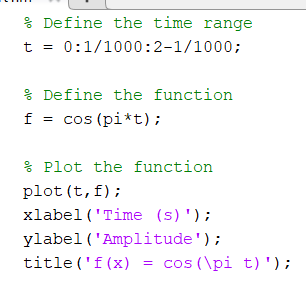 % Define the time range
t = 0:1/1000:2-1/1000;
% Define the function
f = cos(pi*t);
% Plot the function
plot(t,f);
xlabel('Time (s)');
ylabel('Amplitude');
title('f(x) = cos(\pi t)');